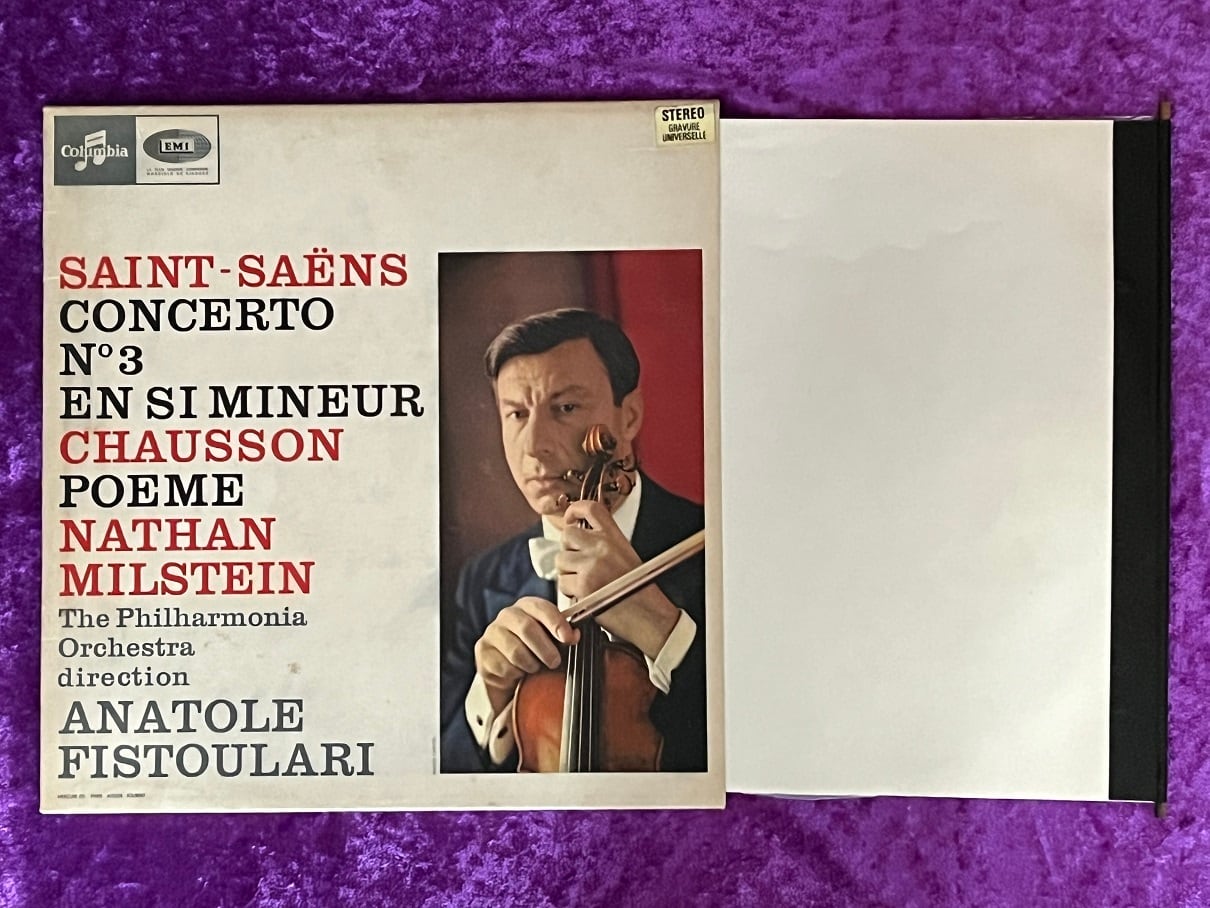 Columbia
EMI
STEREO
GRAVURE
UNIVERSELLE
SAINT-SAËNS
CONCERTO
Nº 3
EN SI MINEUR
CHAUSSON
POEME
NATHAN
MILSTEIN
The Philharmonia
Orchestra
direction
ANATOLE
FISTOULARI